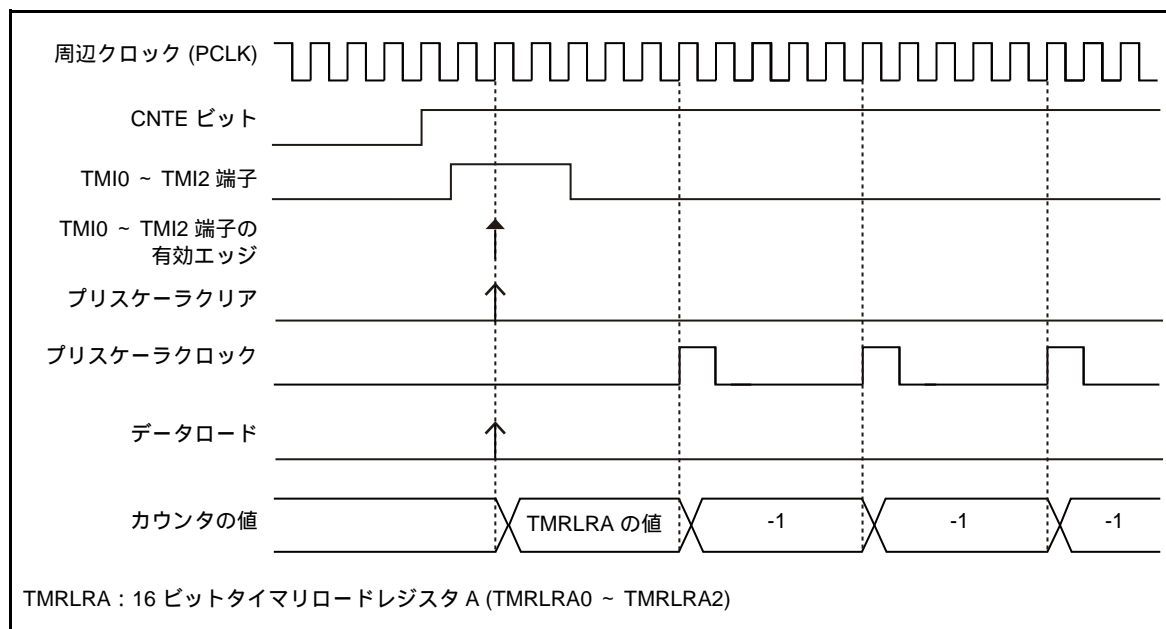 周辺クロック (PCLK)
CNTE ビット
TMI0 ~ TMI2 端子
TMI0 ~ TMI2 端子の
有効エッジ
プリスケーラクリア
プリスケーラクロック
データロード
カウンタの値
TMRLRA の値
-1
-1
-1
TMRLRA : 16 ビットタイマリロードレジスタ A (TMRLRA0 ~ TMRLRA2)